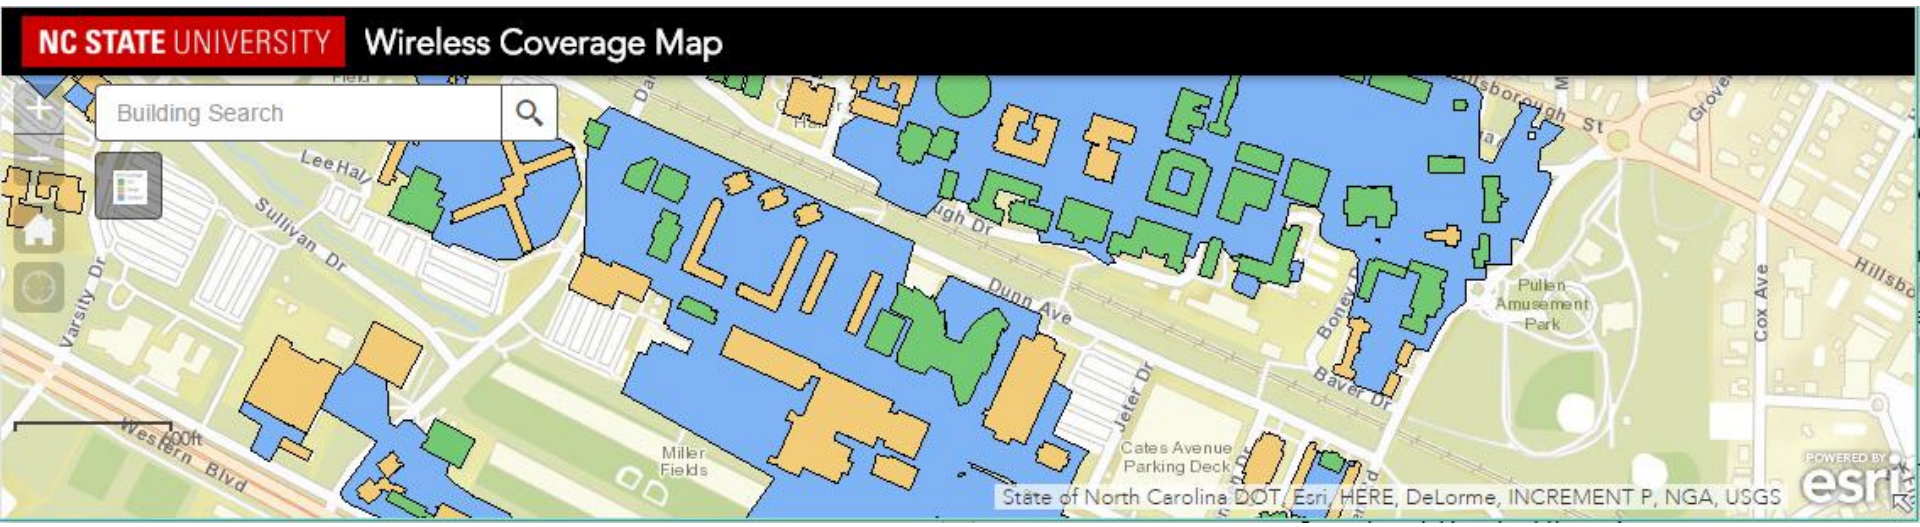 NC STATE UNIVERSITY Wireless Coverage Map
Field
Building Search
Hillsborough St
Grove
Lee Hall
Sullivan Dr
Dunn Ave
Varsity Dr
Boney D
Pullen
Amusement
Park
Cox Ave
Hillsbo
Baver Dr
Jeter Dr
Western Blvd
600ft
Miller
Fields
Cates Avenue
Parking Deck
POWERED BY
esri
State of North Carolina DOT, Esri, HERE, DeLorme, INCREMENT P, NGA, USGS